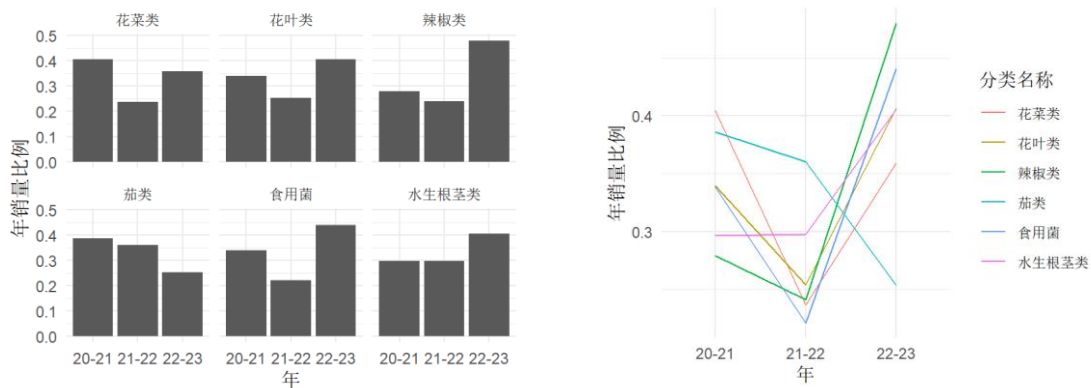 花菜类 花叶类 辣椒类
0.5
0.4
0.3
0.2
0.1
0.0
茄类 食用菌 水生根茎类
0.5
0.4
0.3
0.2
0.1
0.0
年销量比例
20-21 21-22 22-23 20-21 21-22 22-23 20-21 21-22 22-23
年
0.4
0.3
年销量比例
20-21 21-22 22-23
年
分类名称
花菜类
花叶类
辣椒类
茄类
食用菌
水生根茎类